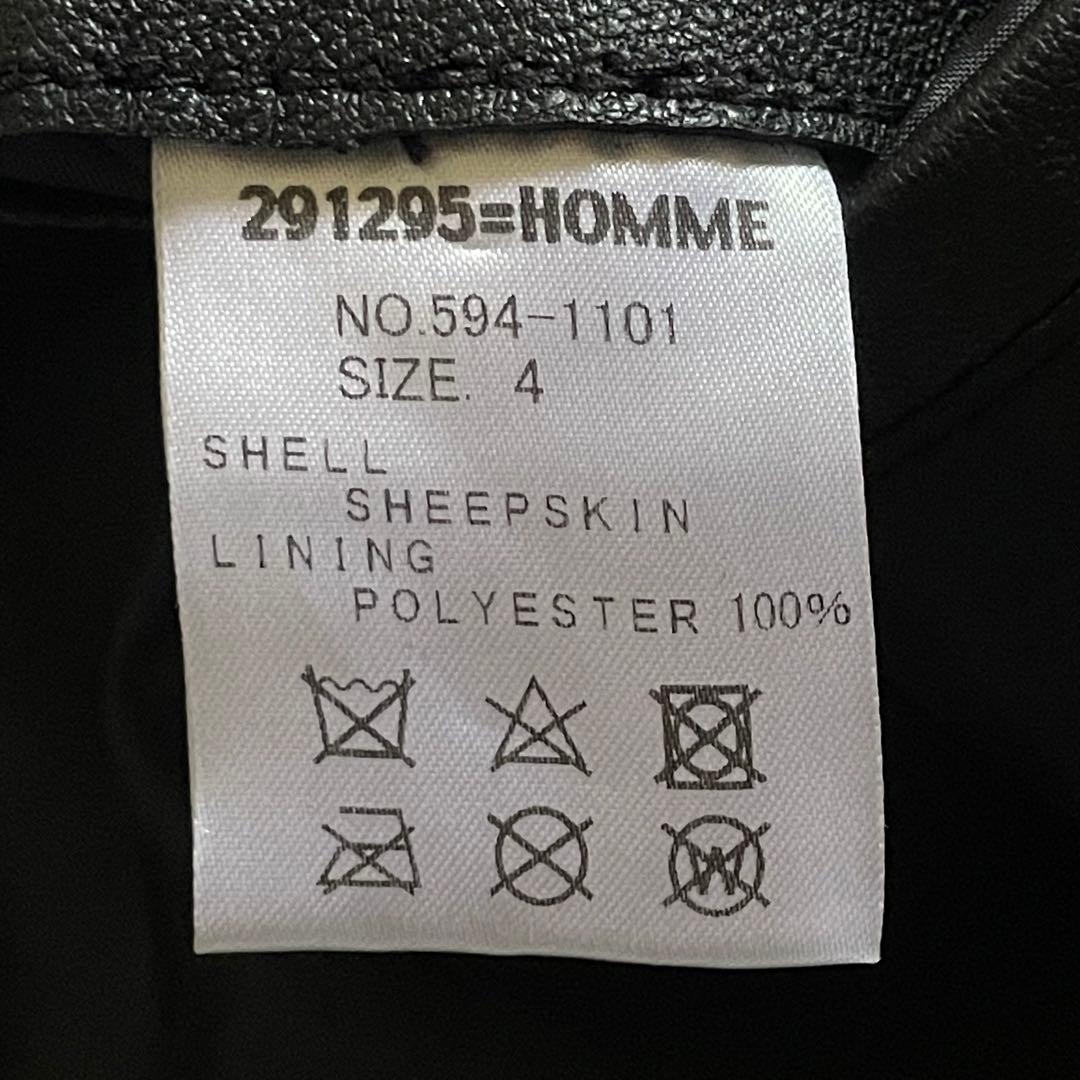 291295=HOMME
NO.594-1101
SIZE. 4
SHELL
SHEEPSKIN
LINING
POLYESTER 100%
W